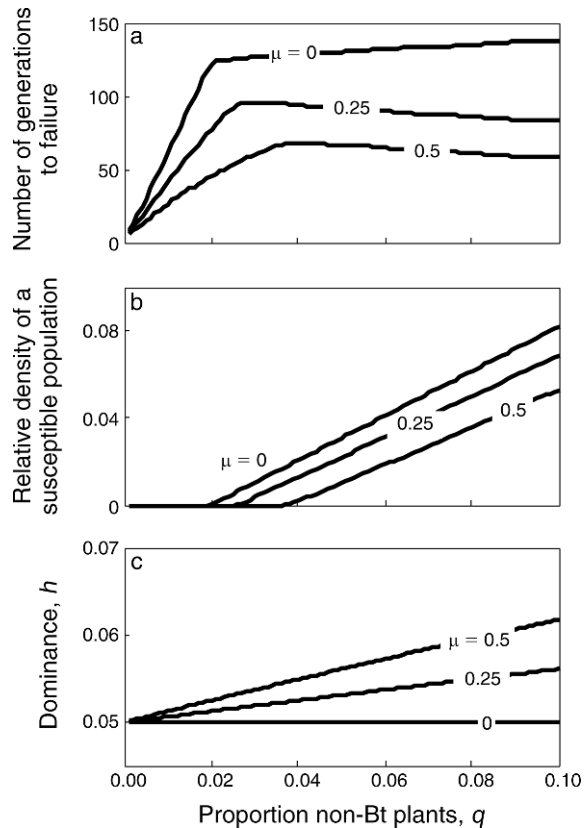 a
Number of generations
to failure
150
100
50
0
μ = 0
0.25
0.5
b
Relative density of a
susceptible population
0.08
0.04
0
μ = 0
0.25
0.5
c
Dominance, h
0.07
0.06
0.05
μ = 0.5
0.25
0
0.00 0.02 0.04 0.06 0.08 0.10
Proportion non-Bt plants, q